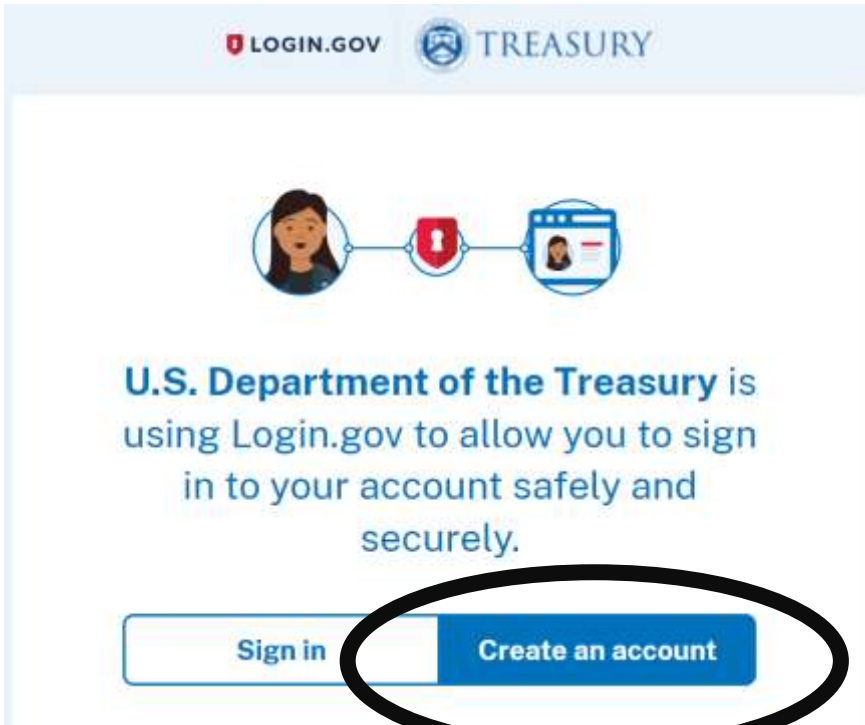 LOGIN.GOV TREASURY
U.S. Department of the Treasury is
using Login.gov to allow you to sign
in to your account safely and
securely.
Sign in Create an account